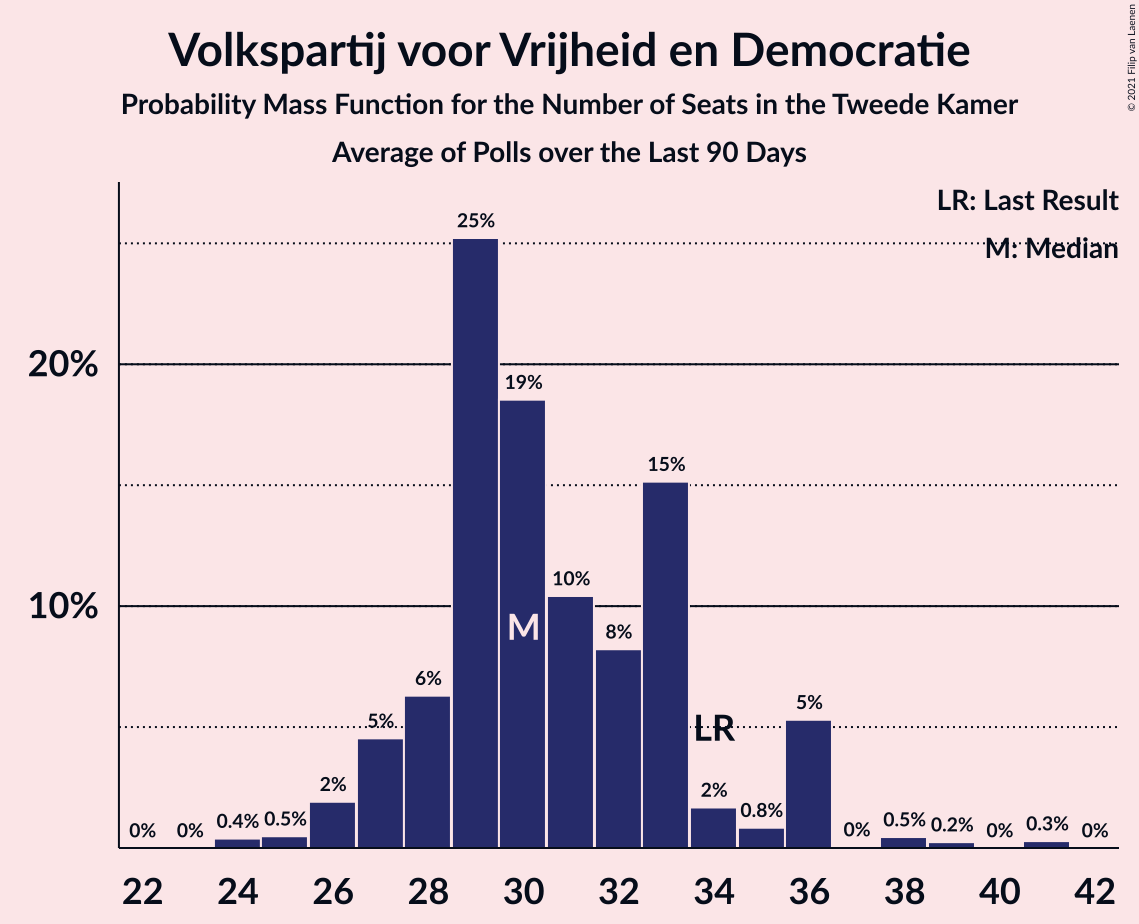 Volkspartij voor Vrijheid en Democratie
Probability Mass Function for the Number of Seats in the Tweede Kamer
Average of Polls over the Last 90 Days
© 2021 Filip van Laenen
LR: Last Result
M: Median
20%
10%
0%
0%
0.4%
0.5%
2%
5%
6%
25%
19%
10%
8%
15%
2%
0.8%
5%
0%
0.5%
0.2%
0%
0.3%
0%
M
LR
22 24 26 28 30 32 34 36 38 40 42